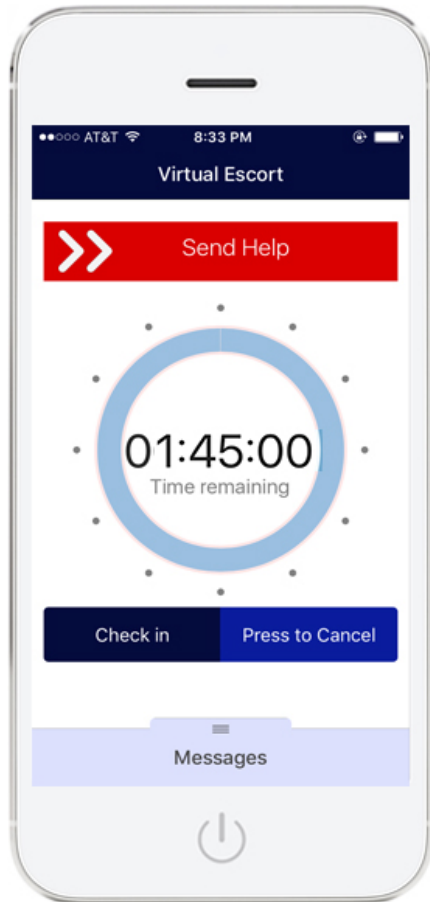 AT&T 8:33 PM
Virtual Escort
Send Help
01:45:00
Time remaining
Check in Press to Cancel
Messages